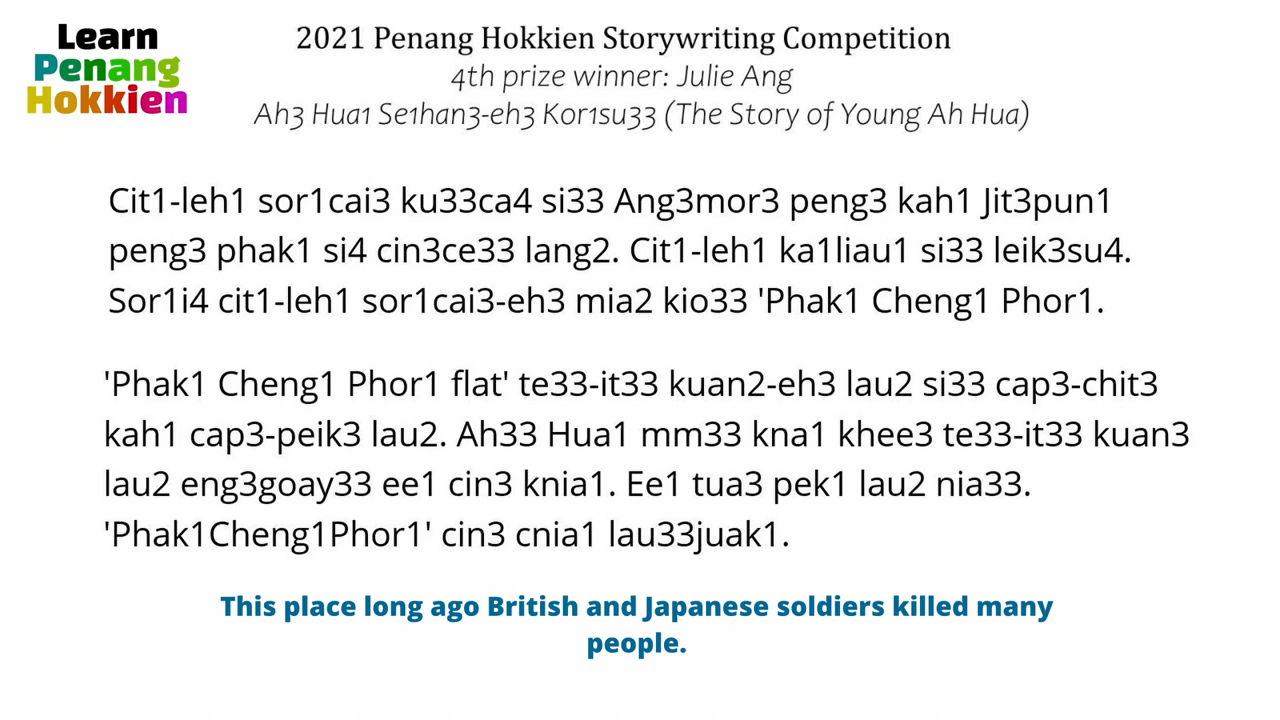 Learn
Penang
Hokkien
2021 Penang Hokkien Storywriting Competition
4th prize winner: Julie Ang
Ah3 Hua1 Se1han3-eh3 Kor1su33 (The Story of Young Ah Hua)
Cit1-leh1 sor1cai3 ku33ca4 si33 Ang3mor3 peng3 kah1 Jit3pun1
peng3 phak1 si4 cin3ce33 lang2. Cit1-leh1 ka1liau1 si33 leik3su4.
Sor1i4 cit1-leh1 sor1cai3-eh3 mia2 kio33 'Phak1 Cheng1 Phor1.
'Phak1 Cheng1 Phor1 flat' te33-it33 kuan2-eh3 lau2 si33 cap3-chit3
kah1 cap3-peik3 lau2. Ah33 Hua1 mm33 kna1 khee3 te33-it33 kuan3
lau2 eng3goay33 ee1 cin3 knia1. Ee1 tua3 pek1 lau2 nia33.
'Phak1Cheng1Phor1' cin3 cnia1 lau33juak1.
This place long ago British and Japanese soldiers killed many
people.